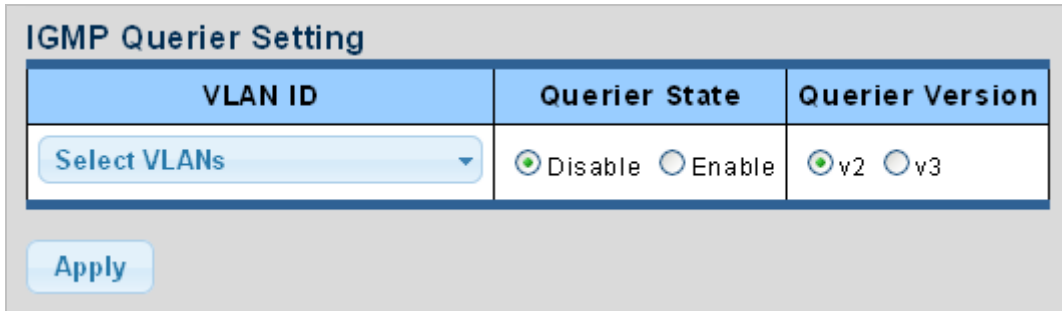 IGMP Querier Setting
VLAN ID Querier State Querier Version
Select VLANs Disable Enable v2 v3
Apply